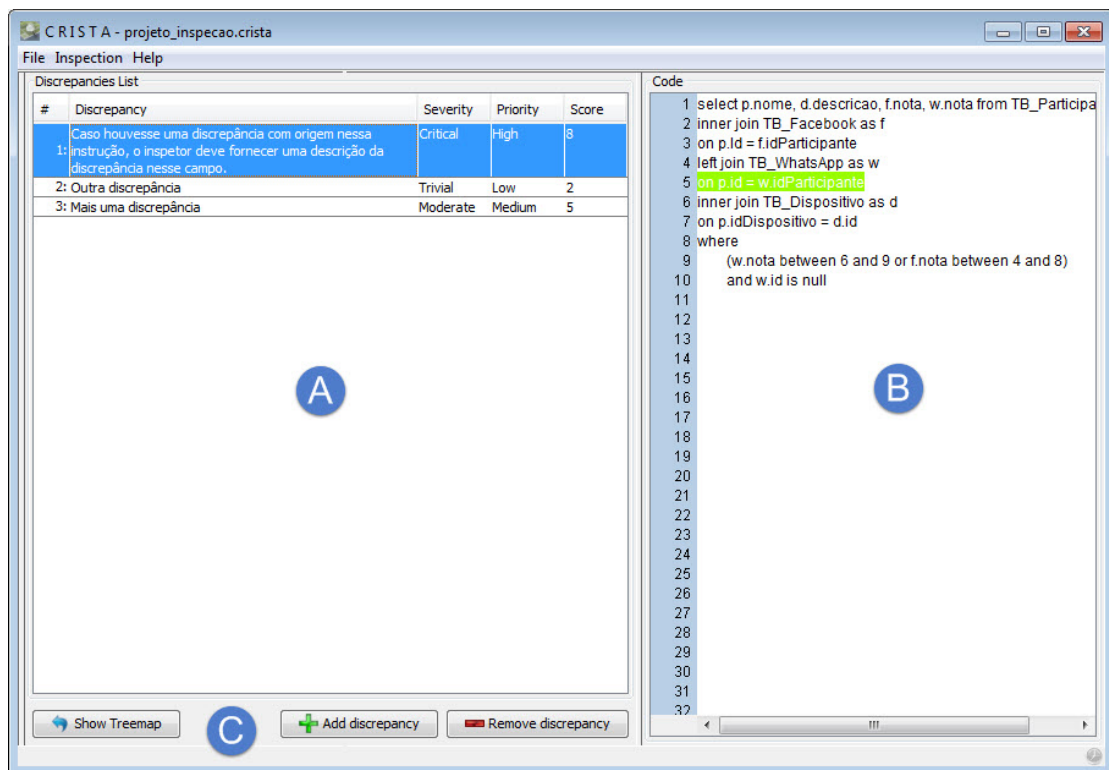 C R I S T A - projeto_inspecao.crista
File Inspection Help
Discrepancies List
# Discrepancy Severity Priority Score
1: Caso houvesse uma discrepância com origem nessa instrução, o inspetor deve fornecer uma descrição da discrepância nesse campo. Critical High 8
2: Outra discrepância Trivial Low 2
3: Mais uma discrepância Moderate Medium 5
A
Show Treemap
C
Add discrepancy
Remove discrepancy
Code
1 select p.nome, d.descricao, f.nota, w.nota from TB_Participa
2 inner join TB_Facebook as f
3 on p.Id = f.idParticipante
4 left join TB_WhatsApp as w
5 on p.id = w.idParticipante
6 inner join TB_Dispositivo as d
7 on p.idDispositivo = d.id
8 where
9 (w.nota between 6 and 9 or f.nota between 4 and 8)
10 and w.id is null
11
12
13
14
15
16
17
18
19
20
21
22
23
24
25
26
27
28
29
30
31
32
B